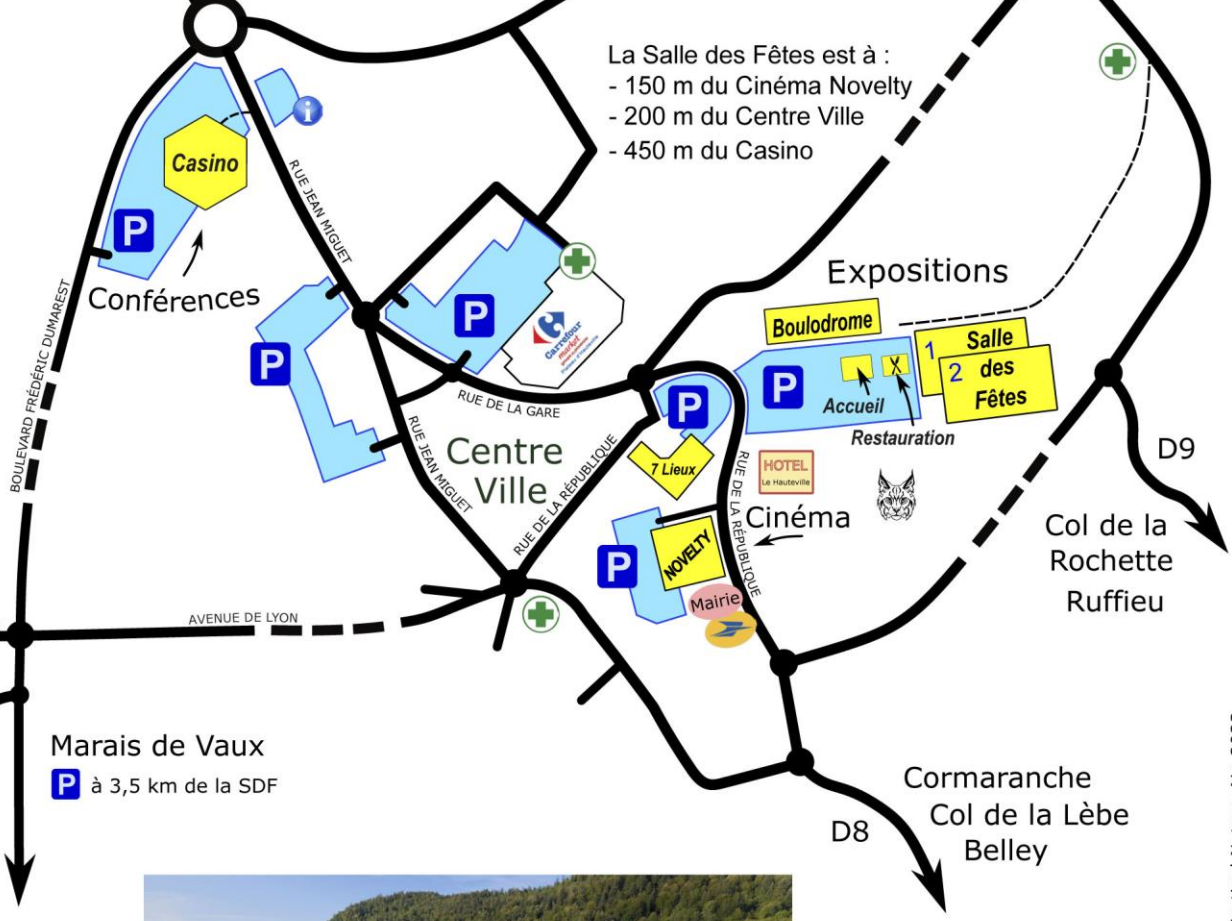 La Salle des Fêtes est à :
- 150 m du Cinéma Novelty
- 200 m du Centre Ville
- 450 m du Casino
i
Casino
P
Conférences
RUE JEAN MIGUET
BOULEVARD FRÉDÉRIC DUMAREST
P
P
Carrefour
market
RUE DE LA GARE
Expositions
Boulodrome
1
2
Salle
des
Fêtes
P
Accueil
Restauration
P
7 Lieux
Centre
Ville
RUE JEAN MIGUET
RUE DE LA RÉPUBLIQUE
RUE DE LA RÉPUBLIQUE
HOTEL
Le Hauteville
Cinéma
P
NOVELTY
Mairie
D9
Col de la
Rochette
Ruffieu
AVENUE DE LYON
Marais de Vaux
P à 3,5 km de la SDF
D8
Cormaranche
Col de la Lèbe
Belley